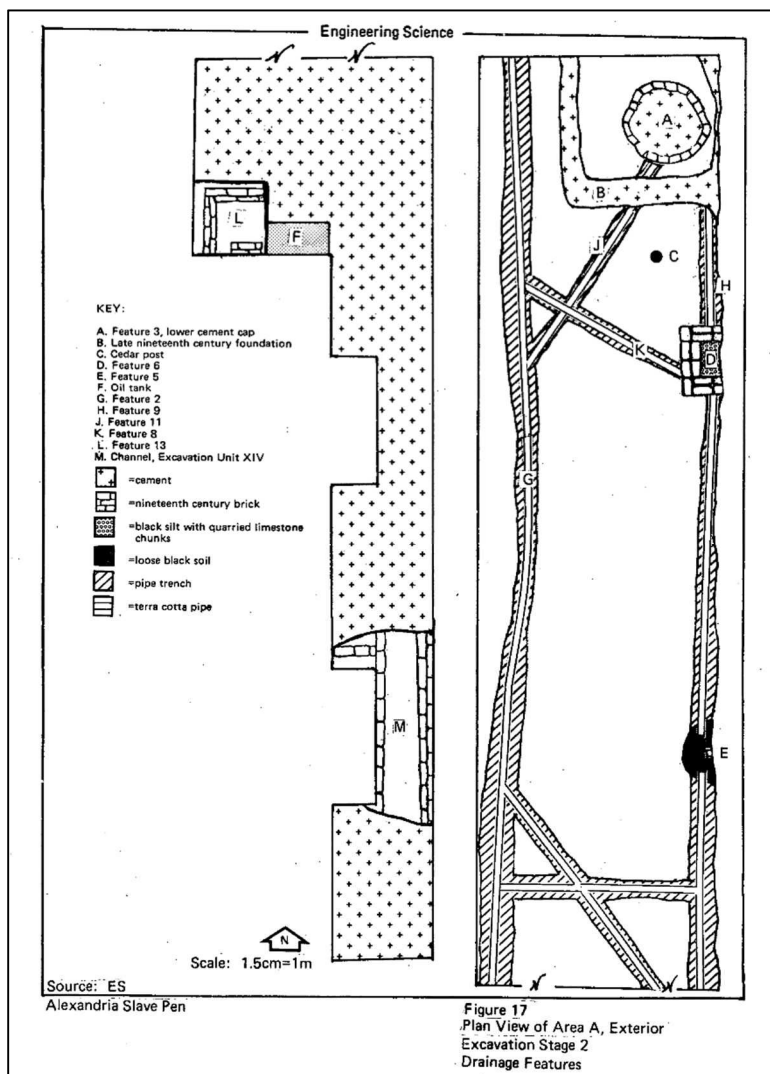 Engineering Science
N N
L
F
KEY:
A. Feature 3, lower cement cap
B. Late nineteenth century foundation
C. Cedar post
D. Feature 6
E. Feature 5
F. Oil tank
G. Feature 2
H. Feature 9
J. Feature 11
K. Feature 8
L. Feature 13
M. Channel, Excavation Unit XIV
=cement
=nineteenth century brick
=black silt with quarried limestone
chunks
=loose black soil
=pipe trench
=terra cotta pipe
M
N
Scale: 1.5cm=1m
A
B
J
C
H
K
D
G
E
N N
Source: ES
Alexandria Slave Pen
Figure 17
Plan View of Area A, Exterior
Excavation Stage 2
Drainage Features